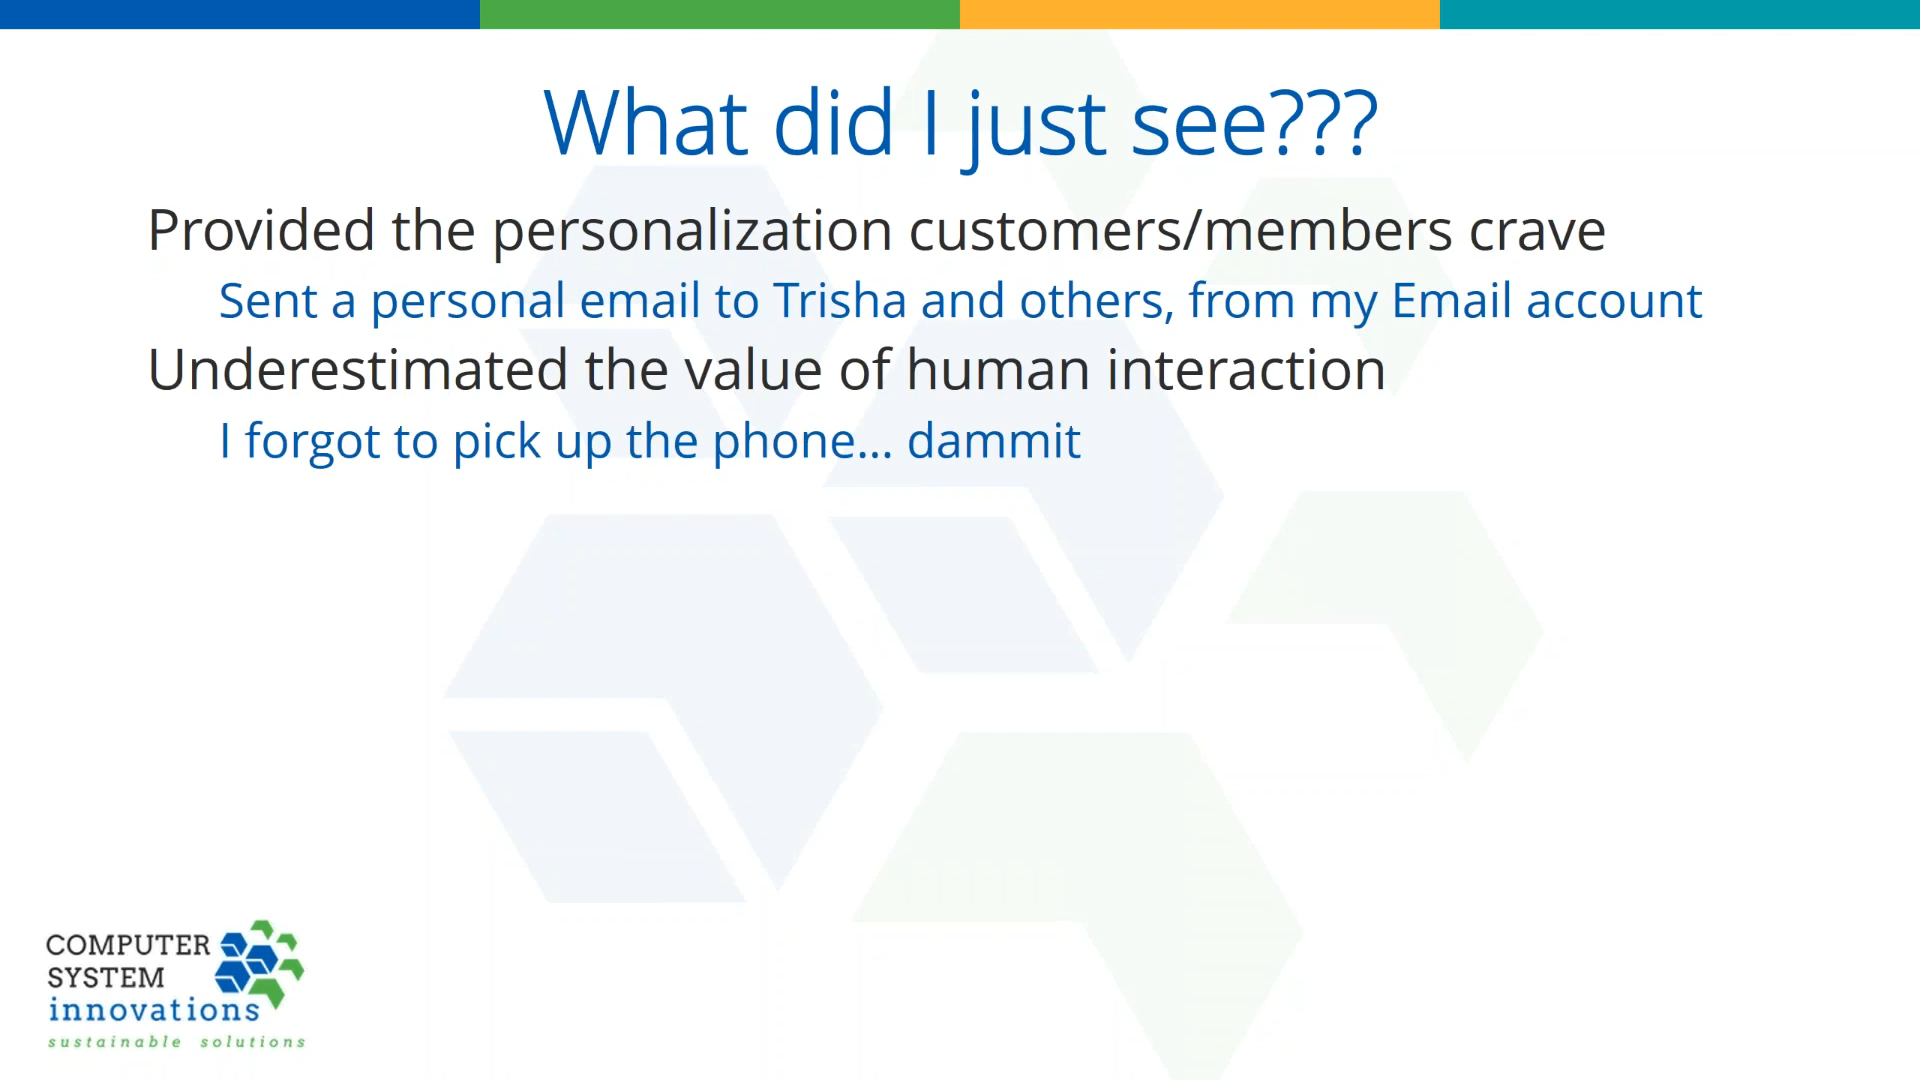 What did I just see???
Provided the personalization customers/members crave
Sent a personal email to Trisha and others, from my Email account
Underestimated the value of human interaction
I forgot to pick up the phone... dammit
COMPUTER
SYSTEM
innovations
sustainable solutions